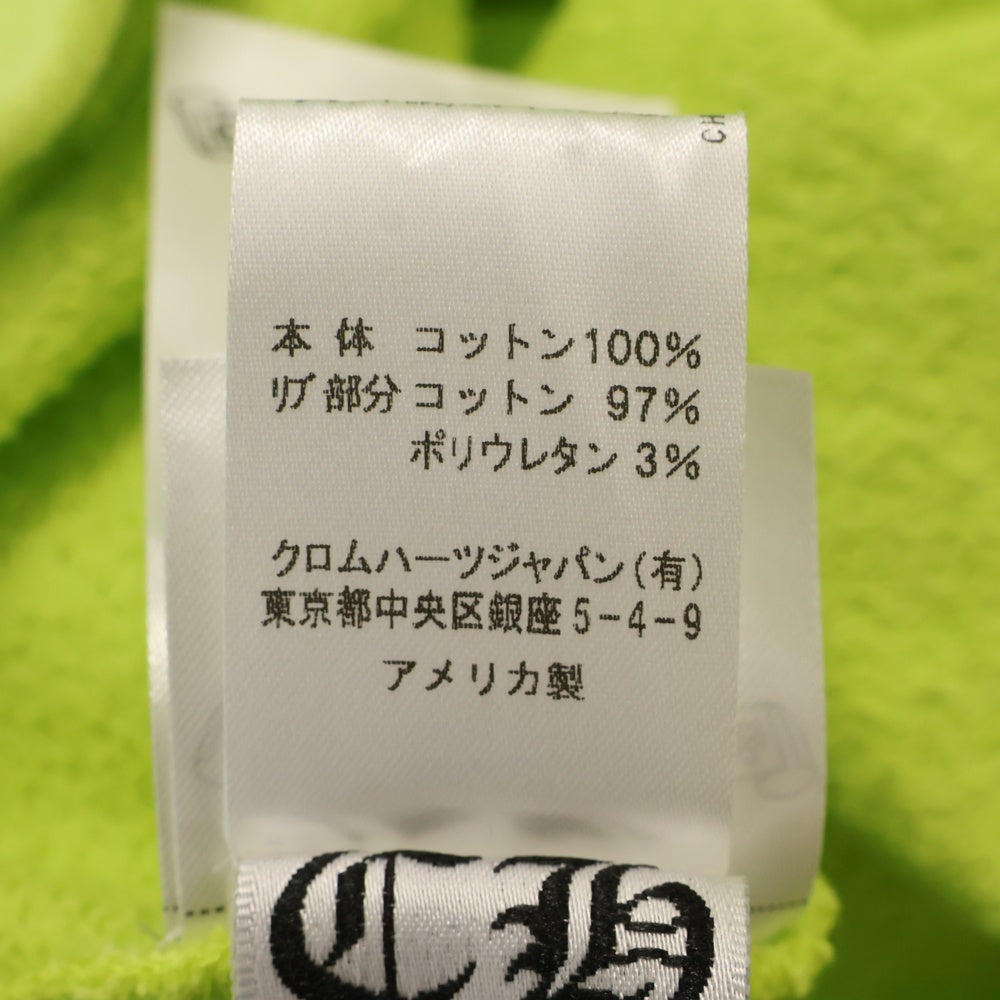 CH
本体 コットン100%
リブ部分 コットン 97%
ポリウレタン 3%
クロムハーツジャパン(有)
東京都中央区銀座5-4-9
アメリカ製
CH